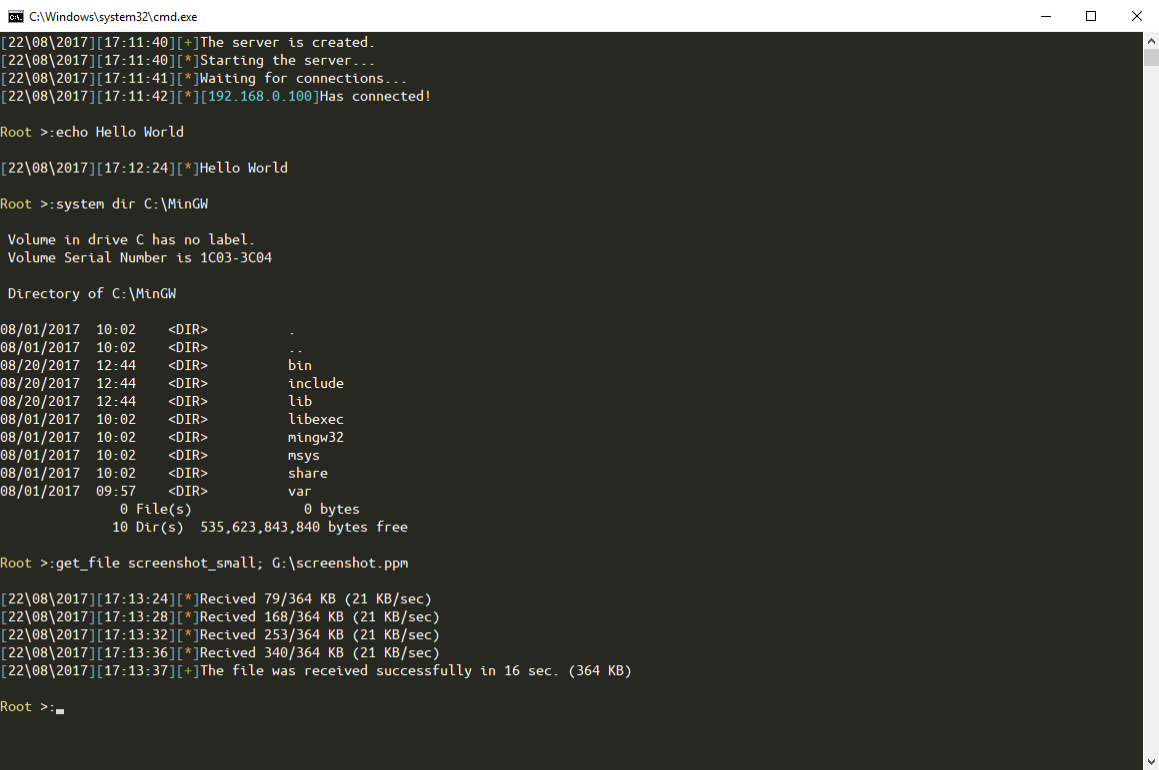 C:\Windows\system32\cmd.exe
[22\08\2017][17:11:40][+]The server is created.
[22\08\2017][17:11:40][*]Starting the server...
[22\08\2017][17:11:41][*]Waiting for connections...
[22\08\2017][17:11:42][*][192.168.0.100]Has connected!
Root >:echo Hello World
[22\08\2017][17:12:24][*]Hello World
Root >:system dir C:\MinGW
Volume in drive C has no label.
Volume Serial Number is 1C03-3C04
Directory of C:\MinGW
08/01/2017  10:02    <DIR>          .
08/01/2017  10:02    <DIR>          ..
08/20/2017  12:44    <DIR>          bin
08/20/2017  12:44    <DIR>          include
08/20/2017  12:44    <DIR>          lib
08/01/2017  10:02    <DIR>          libexec
08/01/2017  10:02    <DIR>          mingw32
08/01/2017  10:02    <DIR>          msys
08/01/2017  10:02    <DIR>          share
08/01/2017  09:57    <DIR>          var
0 File(s)              0 bytes
10 Dir(s)  535,623,843,840 bytes free
Root >:get_file screenshot_small; G:\screenshot.ppm
[22\08\2017][17:13:24][*]Recived 79/364 KB (21 KB/sec)
[22\08\2017][17:13:28][*]Recived 168/364 KB (21 KB/sec)
[22\08\2017][17:13:32][*]Recived 253/364 KB (21 KB/sec)
[22\08\2017][17:13:36][*]Recived 340/364 KB (21 KB/sec)
[22\08\2017][17:13:37][+]The file was received successfully in 16 sec. (364 KB)
Root >: